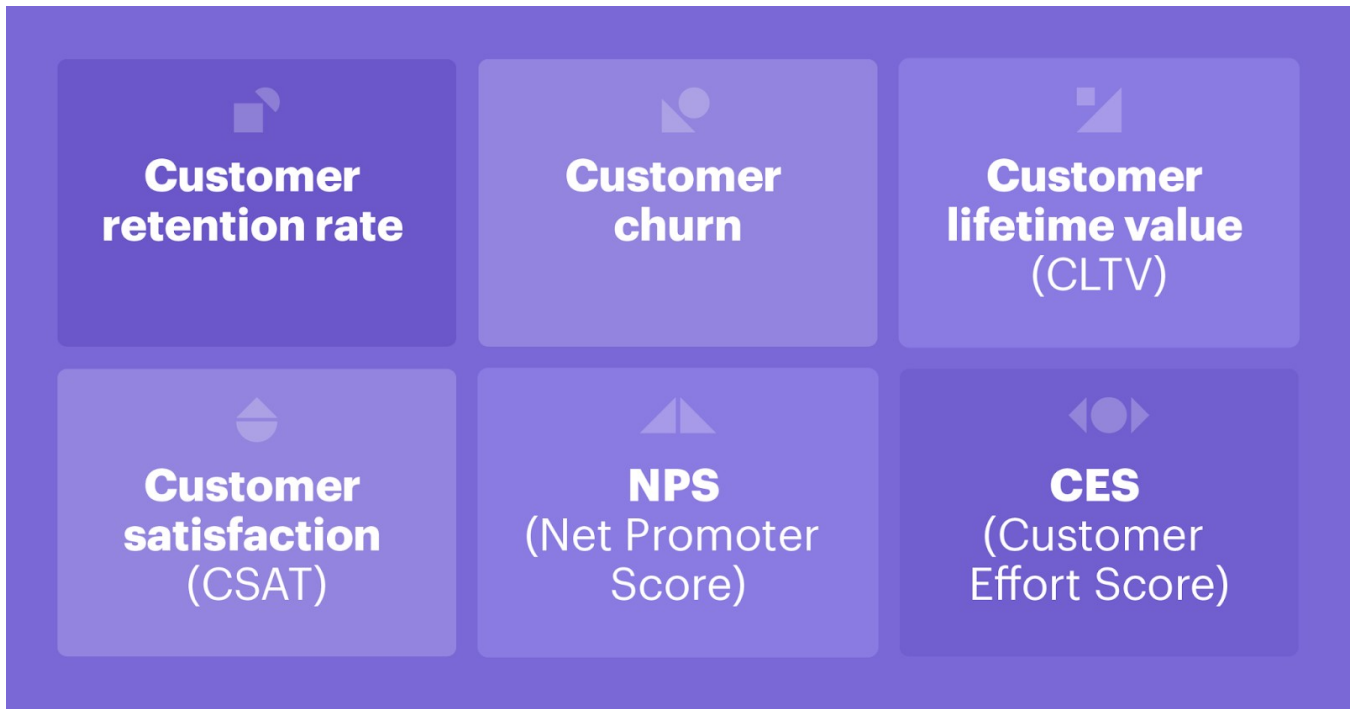 Customer
retention rate
Customer
churn
Customer
lifetime value
(CLTV)
Customer
satisfaction
(CSAT)
NPS
(Net Promoter
Score)
CES
(Customer
Effort Score)